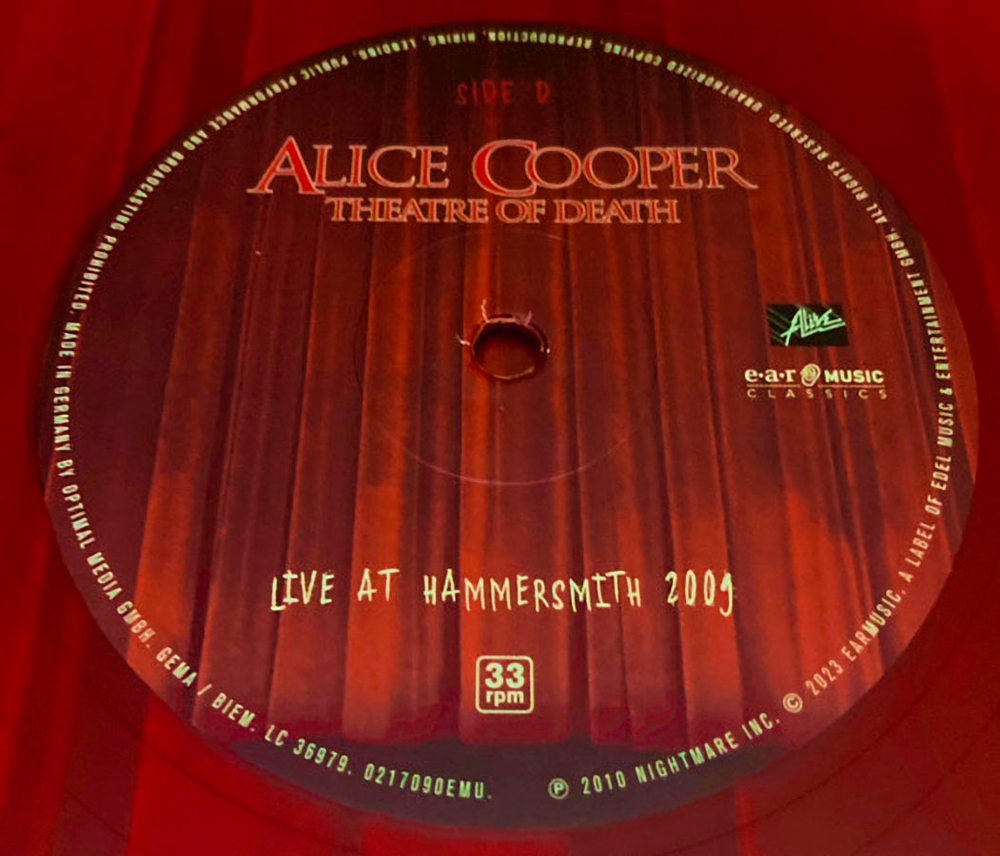 SIDE D
ALICE COOPER
THEATRE OF DEATH
ALIVE
e·a·r MUSIC
CLASSICS
LIVE AT HAMMERSMITH 2009
33
rpm
℗ 2010 NIGHTMARE INC. © 2023 EARMUSIC, A LABEL OF EDEL MUSIC & ENTERTAINMENT GMBH. ALL RIGHTS RESERVED. UNAUTHORIZED COPYING, REPRODUCTION, HIRING, LENDING, PUBLIC PERFORMANCE AND BROADCASTING PROHIBITED. MADE IN GERMANY BY OPTIMAL MEDIA GMBH. GEMA / BIEM. LC 36979. 0217090EMU.